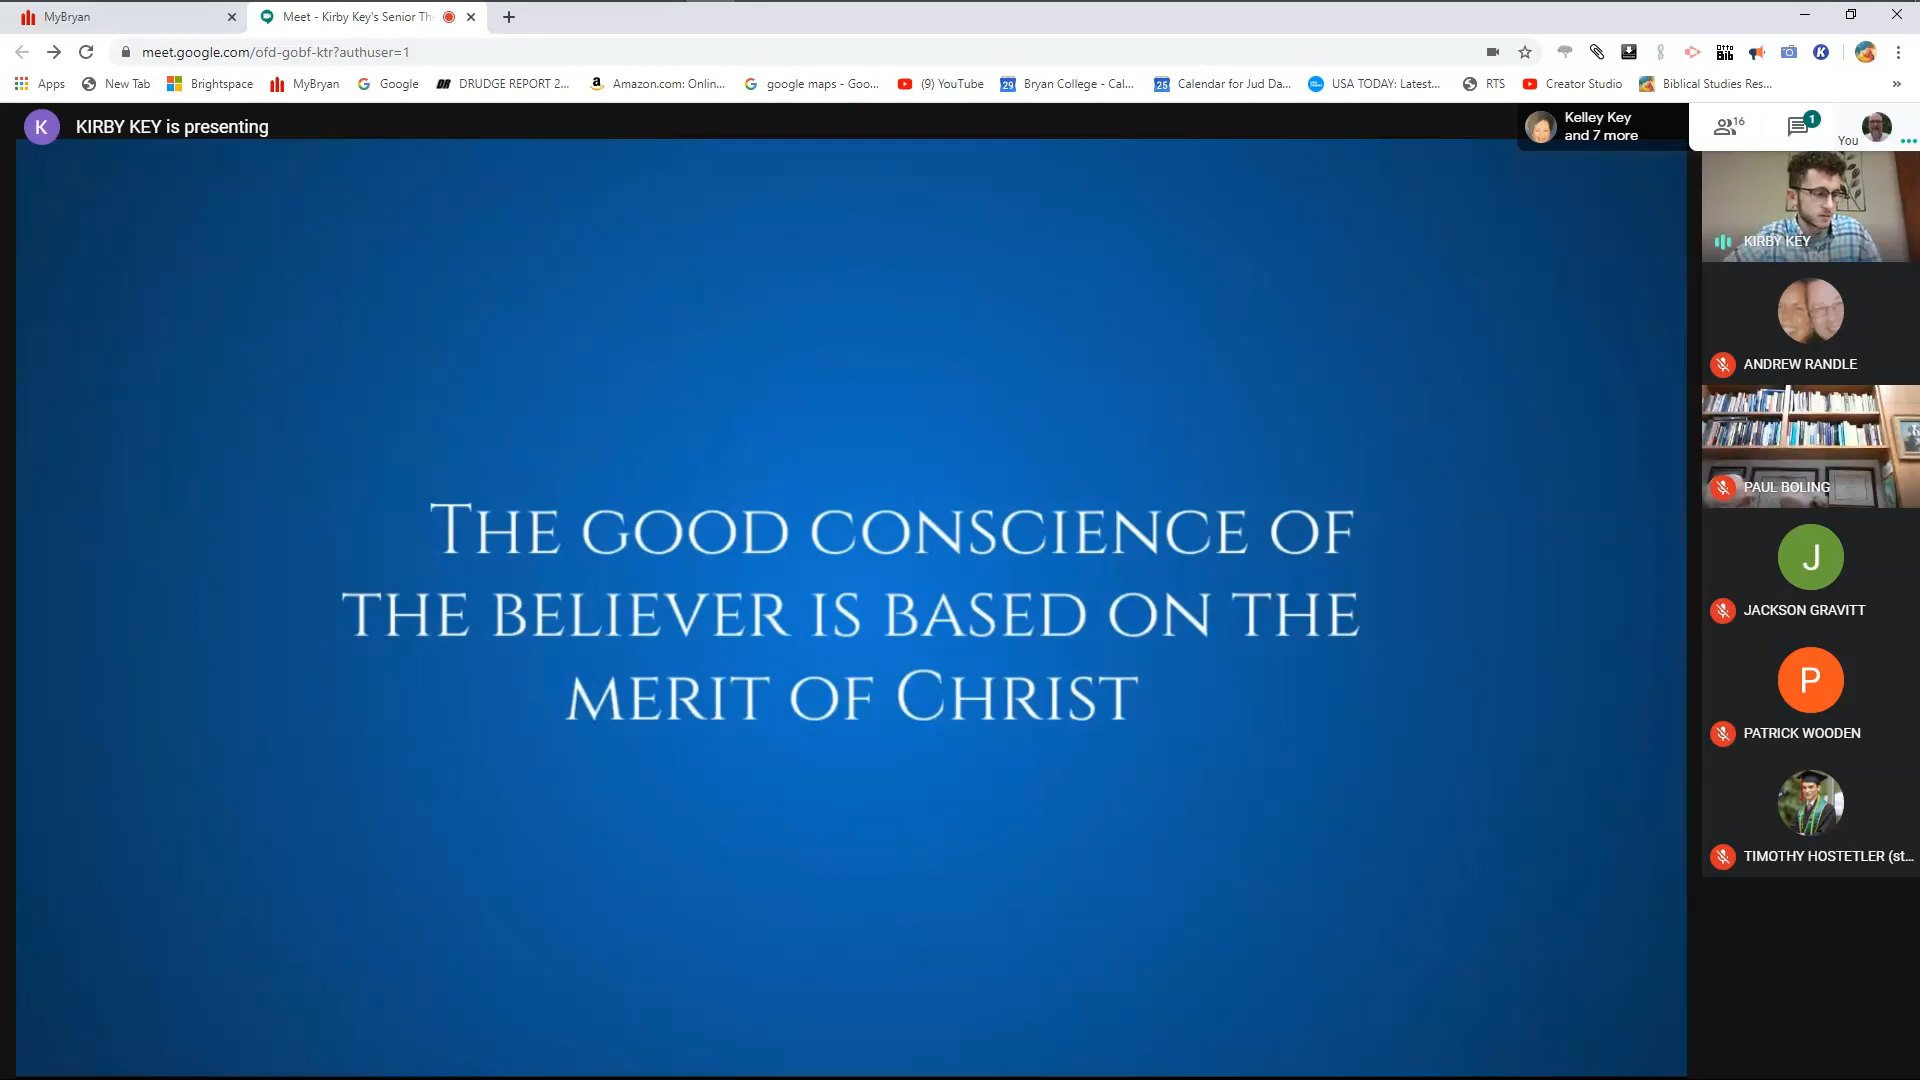 MyBryan
Meet - Kirby Key's Senior Th
meet.google.com/ofd-gobf-ktr?authuser=1
Apps New Tab Brightspace MyBryan Google DRUDGE REPORT 2... Amazon.com: Onlin... google maps - Goo... (9) YouTube 29 Bryan College - Cal... 25 Calendar for Jud Da... USA TODAY: Latest... RTS Creator Studio Biblical Studies Res... »
K KIRBY KEY is presenting
Kelley Key
and 7 more
16
1
You
KIRBY KEY
ANDREW RANDLE
PAUL BOLING
J
JACKSON GRAVITT
P
PATRICK WOODEN
TIMOTHY HOSTETLER (st...
THE GOOD CONSCIENCE OF
THE BELIEVER IS BASED ON THE
MERIT OF CHRIST